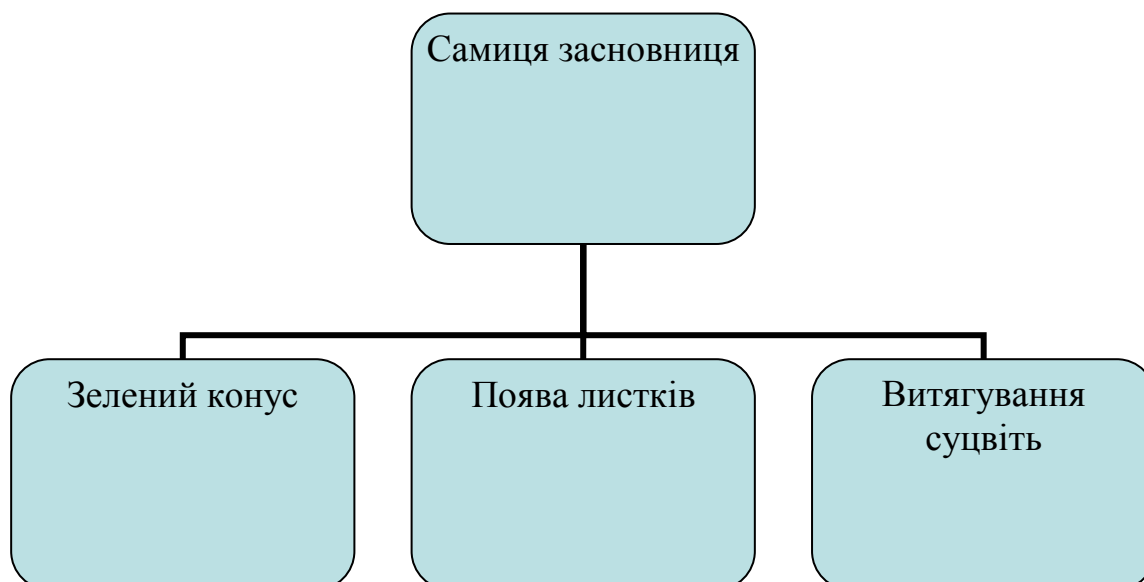 Самиця засновниця
Зелений конус
Поява листків
Витягування
суцвіть